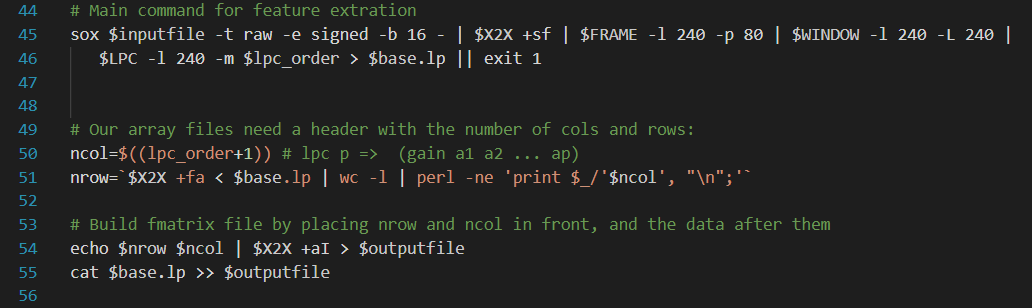 44 # Main command for feature extration
45 sox $inputfile -t raw -e signed -b 16 - | $X2X +sf | $FRAME -l 240 -p 80 | $WINDOW -l 240 -L 240 |
46 $LPC -l 240 -m $lpc_order > $base.lp || exit 1
47
48
49 # Our array files need a header with the number of cols and rows:
50 ncol=$((lpc_order+1)) # lpc p => (gain a1 a2 ... ap)
51 nrow=`$X2X +fa < $base.lp | wc -l | perl -ne 'print $_/'$ncol', "\n";'`
52
53 # Build fmatrix file by placing nrow and ncol in front, and the data after them
54 echo $nrow $ncol | $X2X +aI > $outputfile
55 cat $base.lp >> $outputfile
56